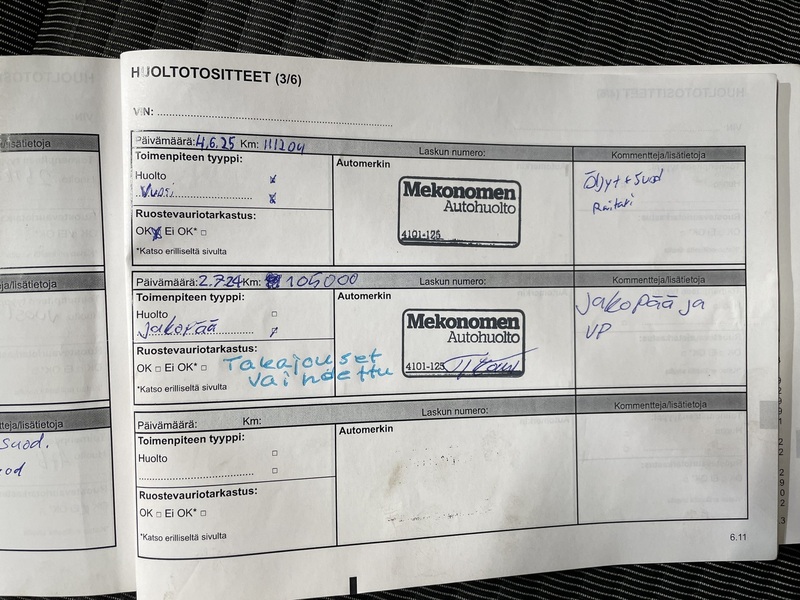 HUOLTOTOSITTEET (3/6)
VIN:
Päivämäärä: 4.6.25 Km: 111204
Laskun numero:
Kommentteja/lisätietoja
Toimenpiteen tyyppi:
Huolto x
Vuosi x
Ruostevauriotarkastus:
OK x Ei OK*
*Katso erilliseltä sivulta
Automerkin
Mekonomen
Autohuolto
4101-125
Öljyt + Suod
Raitari
Päivämäärä: 2.7.24 Km: 105000
Laskun numero:
Kommentteja/lisätietoja
Toimenpiteen tyyppi:
Huolto
Jakopää
Ruostevauriotarkastus:
OK Ei OK*
*Katso erilliseltä sivulta
Takajouset
vaihdettu
Automerkin
Mekonomen
Autohuolto
4101-125
Jakopää ja
VP
Päivämäärä: Km:
Laskun numero:
Kommentteja/lisätietoja
Toimenpiteen tyyppi:
Huolto
Ruostevauriotarkastus:
OK Ei OK*
*Katso erilliseltä sivulta
Automerkin
6.11
ja/lisätietoja
suod.